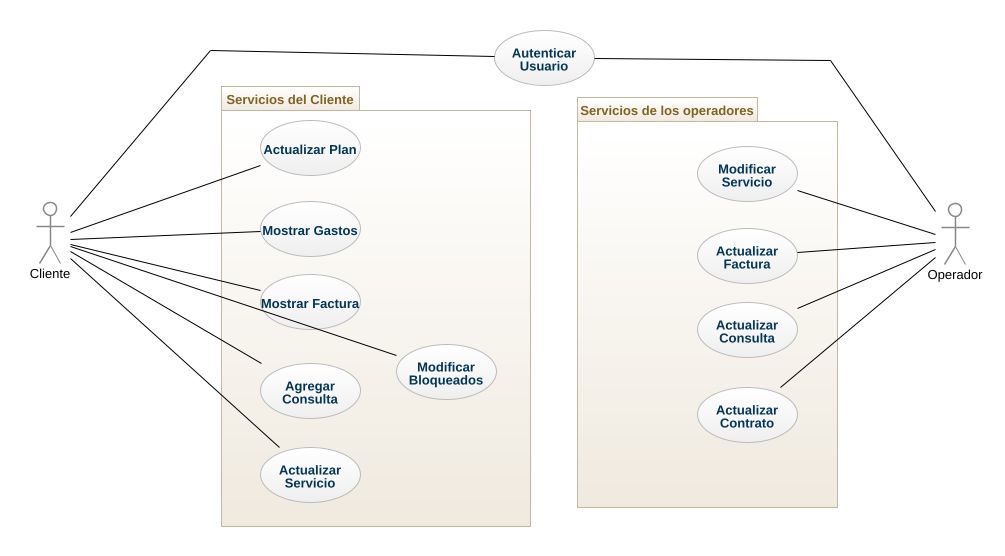 Autenticar
Usuario
Servicios del Cliente
Servicios de los operadores
Actualizar Plan
Modificar
Servicio
Mostrar Gastos
Actualizar
Factura
Cliente
Operador
Mostrar Factura
Actualizar
Consulta
Modificar
Bloqueados
Agregar
Consulta
Actualizar
Contrato
Actualizar
Servicio